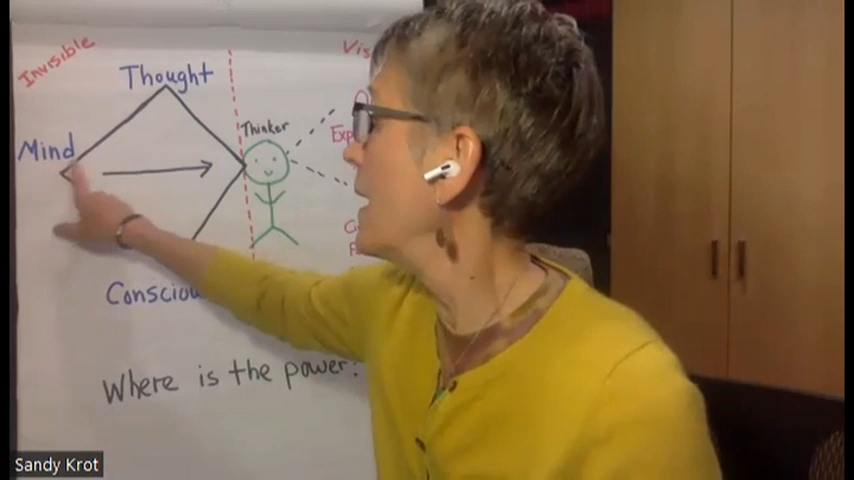 Invisible
Thought
Mind
Thinker
Where is the power?
Sandy Krot